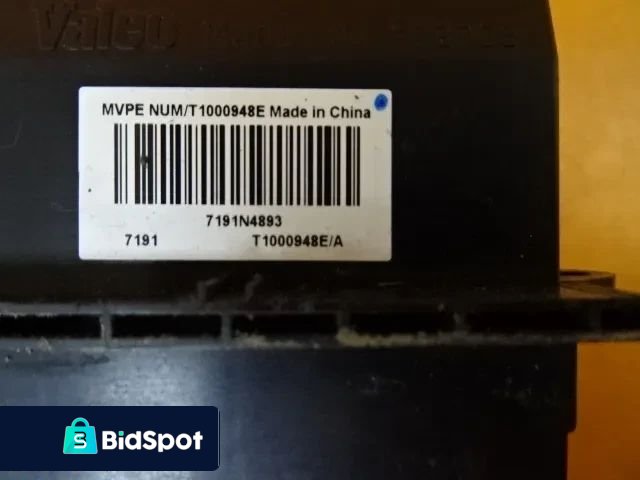 Valeo
MVPE NUM/T1000948E Made in China
7191N4893
7191 T1000948E/A
BidSpot